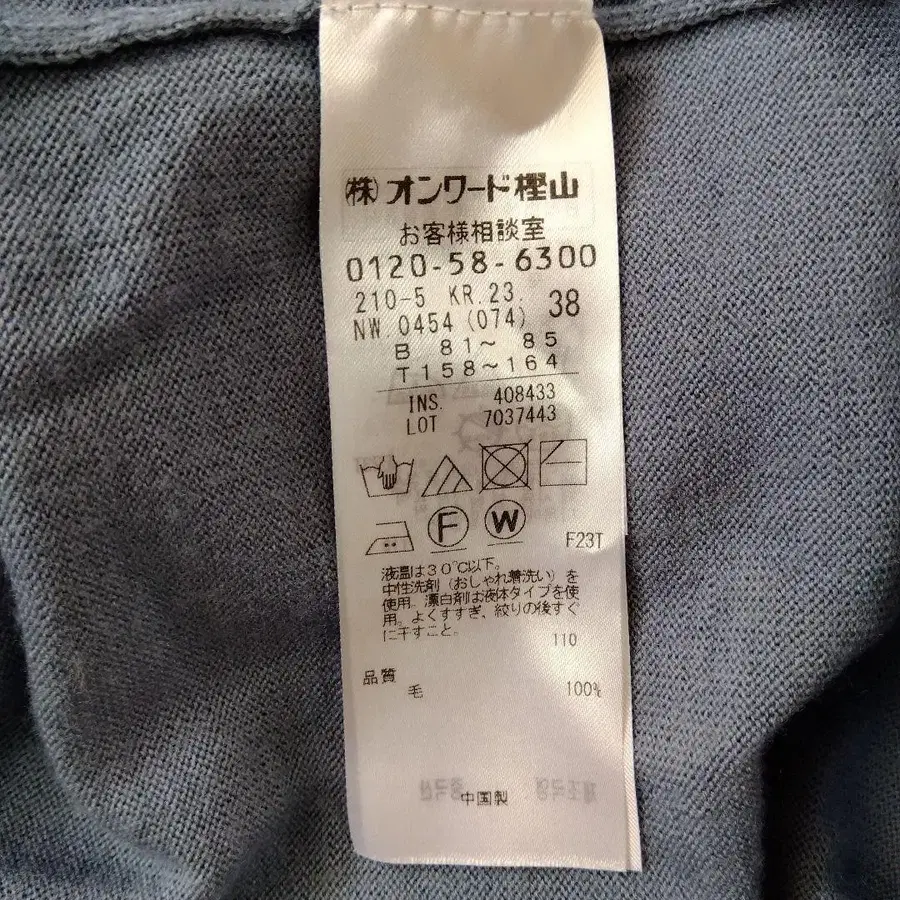 ㈱オンワード樫山
お客様相談室
0120-58-6300
210-5 KR.23. 38
NW.0454 (074)
B 81〜 85
T158〜164
INS. 408433
LOT 7037443
F W F23T
液温は30℃以下。
中性洗剤(おしゃれ着洗い)を
使用。漂白剤は液体タイプを使
用。よくすすぎ、絞りの後すぐ
に干すこと。
110
品質
毛 100%
中国製